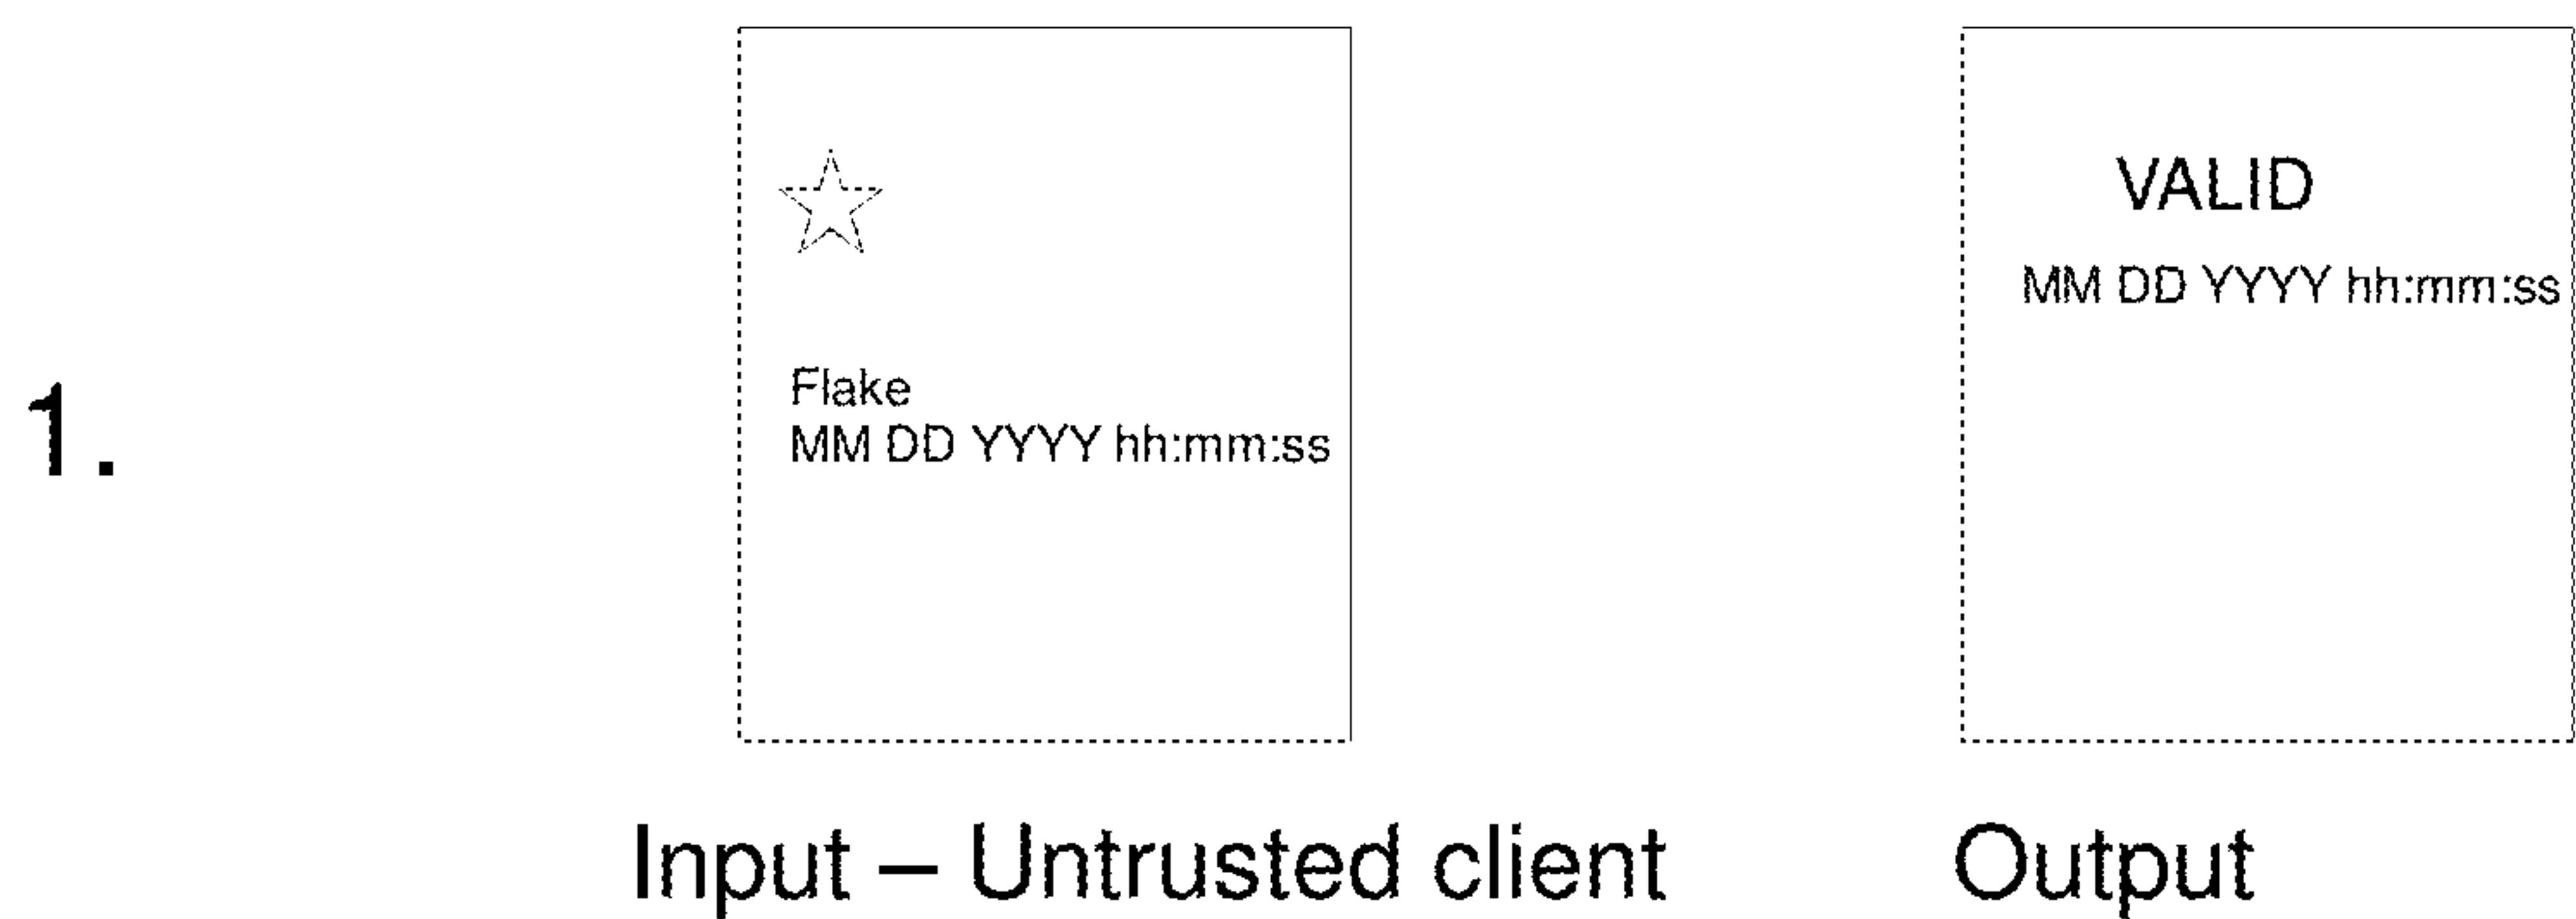 VALID
MM DD YYYY hh:mm:ss
Flake
MM DD YYYY hh:mm:ss
1.
Input – Untrusted client
Output